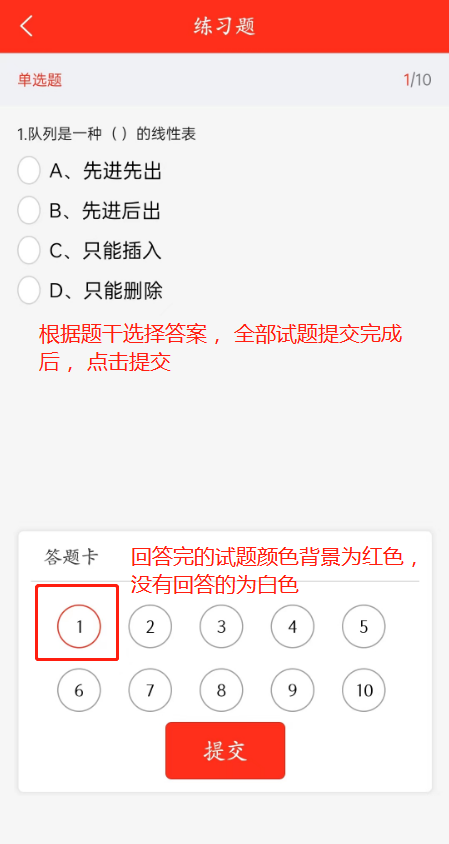 练习题
单选题 1/10
1.队列是一种（）的线性表
A、先进先出
B、先进后出
C、只能插入
D、只能删除
根据题干选择答案，全部试题提交完成
后，点击提交
答题卡
回答完的试题颜色背景为红色，
没有回答的为白色
1 2 3 4 5
6 7 8 9 10
提交